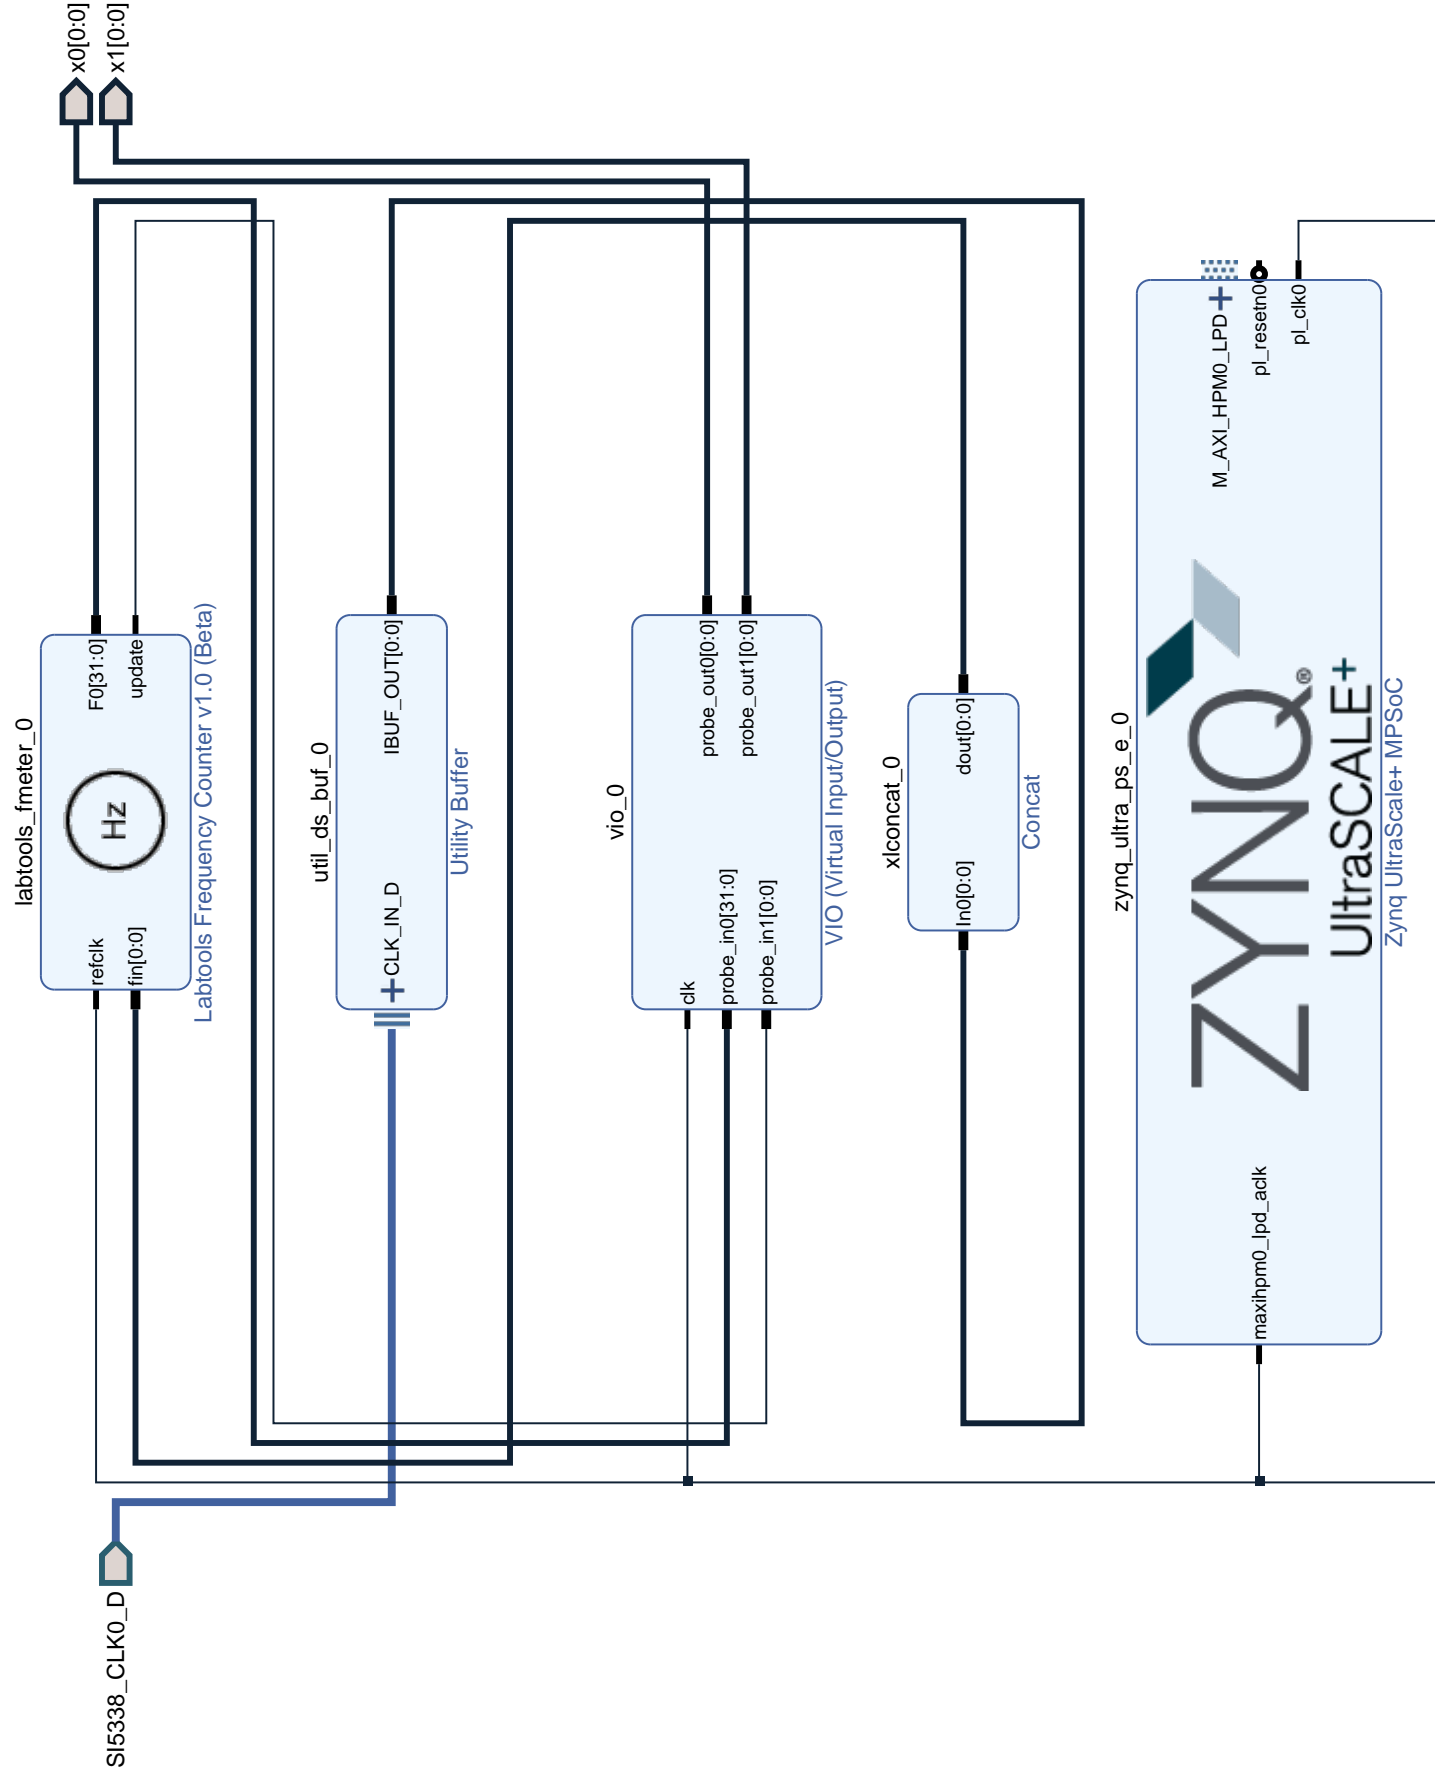 x0[0:0]
x1[0:0]
labtools_fmeter_0
refclk
fin[0:0]
Hz
F0[31:0]
update
Labtools Frequency Counter v1.0 (Beta)
util_ds_buf_0
CLK_IN_D
IBUF_OUT[0:0]
Utility Buffer
vio_0
clk
probe_in0[31:0]
probe_in1[0:0]
probe_out0[0:0]
probe_out1[0:0]
VIO (Virtual Input/Output)
xlconcat_0
In0[0:0]
dout[0:0]
Concat
zynq_ultra_ps_e_0
maxihpm0_lpd_aclk
M_AXI_HPM0_LPD
pl_resetn0
pl_clk0
ZYNQ®
UltraSCALE+
Zynq UltraScale+ MPSoC
SI5338_CLK0_D